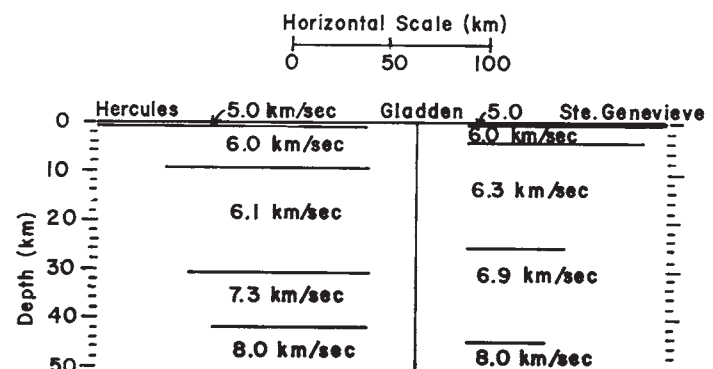 Horizontal Scale (km)
0 50 100
Hercules 5.0 km/sec Gladden 5.0 Ste. Genevieve
0
6.0 km/sec 6.0 km/sec
10
6.1 km/sec 6.3 km/sec
20
30
7.3 km/sec 6.9 km/sec
40
8.0 km/sec 8.0 km/sec
50
Depth (km)